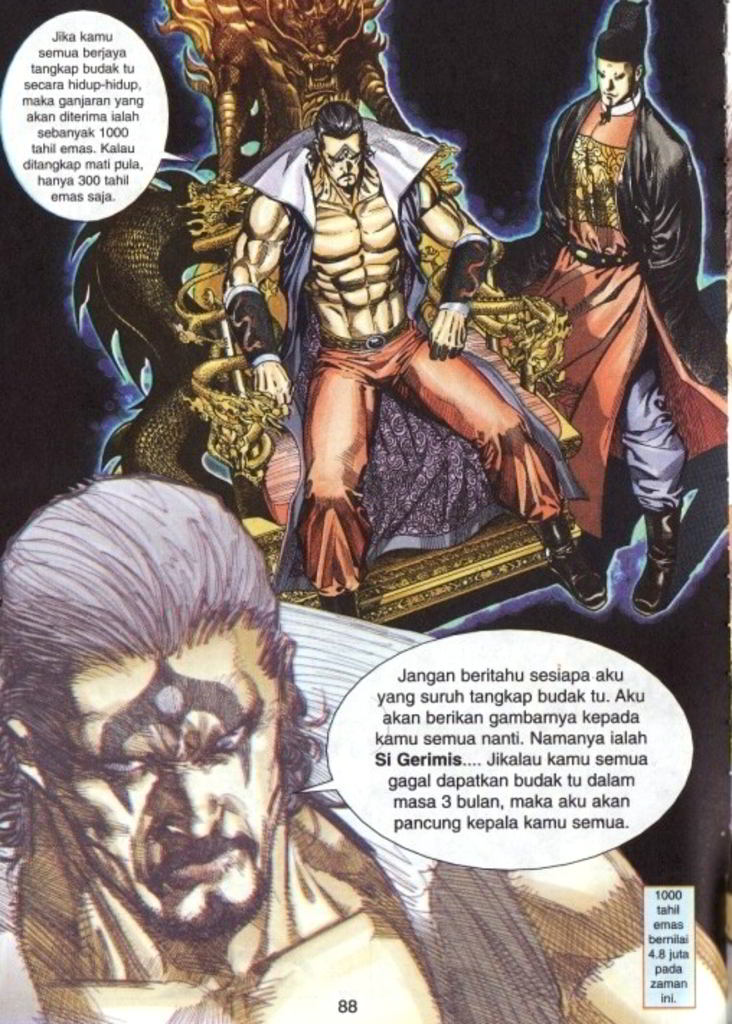 Jika kamu
semua berjaya
tangkap budak tu
secara hidup-hidup,
maka ganjaran yang
akan diterima ialah
sebanyak 1000
tahil emas. Kalau
ditangkap mati pula,
hanya 300 tahil
emas saja.
Jangan beritahu sesiapa aku
yang suruh tangkap budak tu. Aku
akan berikan gambarnya kepada
kamu semua nanti. Namanya ialah
Si Gerimis.... Jikalau kamu semua
gagal dapatkan budak tu dalam
masa 3 bulan, maka aku akan
pancung kepala kamu semua.
1000
tahil
emas
bernilai
4.8 juta
pada
zaman
ini.
88